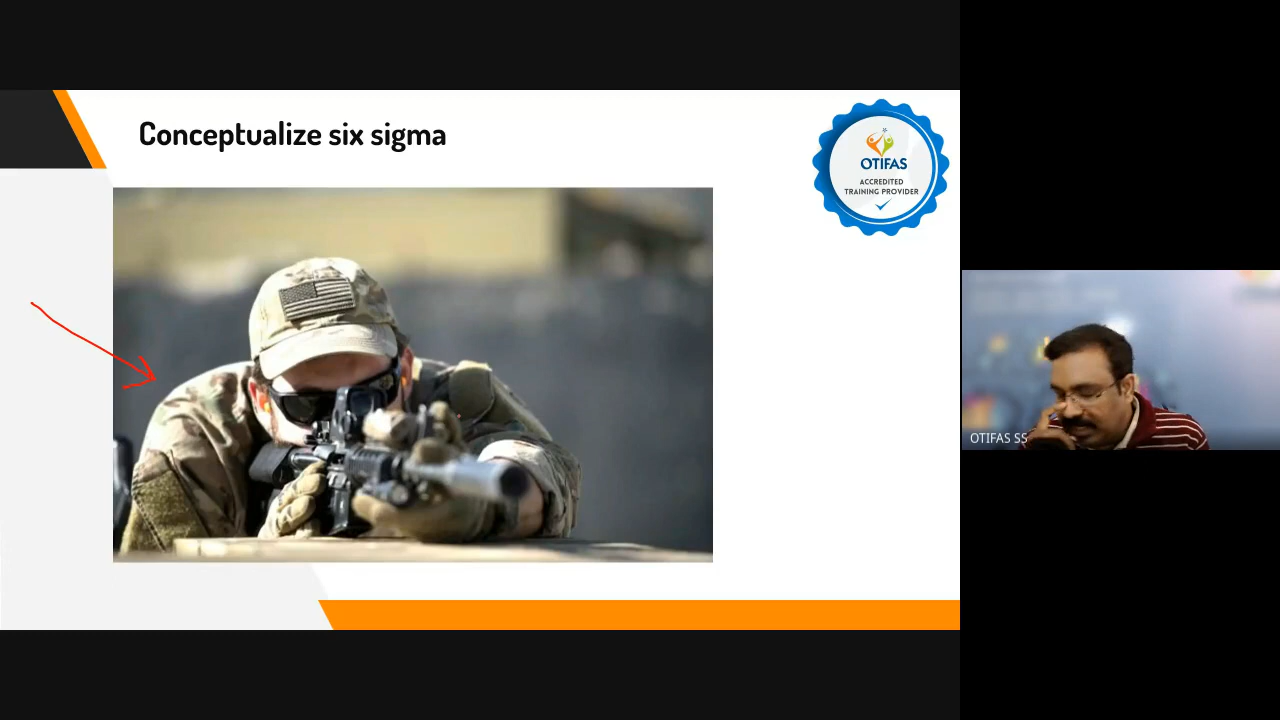 Conceptualize six sigma
OTIFAS
ACCREDITED
TRAINING PROVIDER
OTIFAS SS